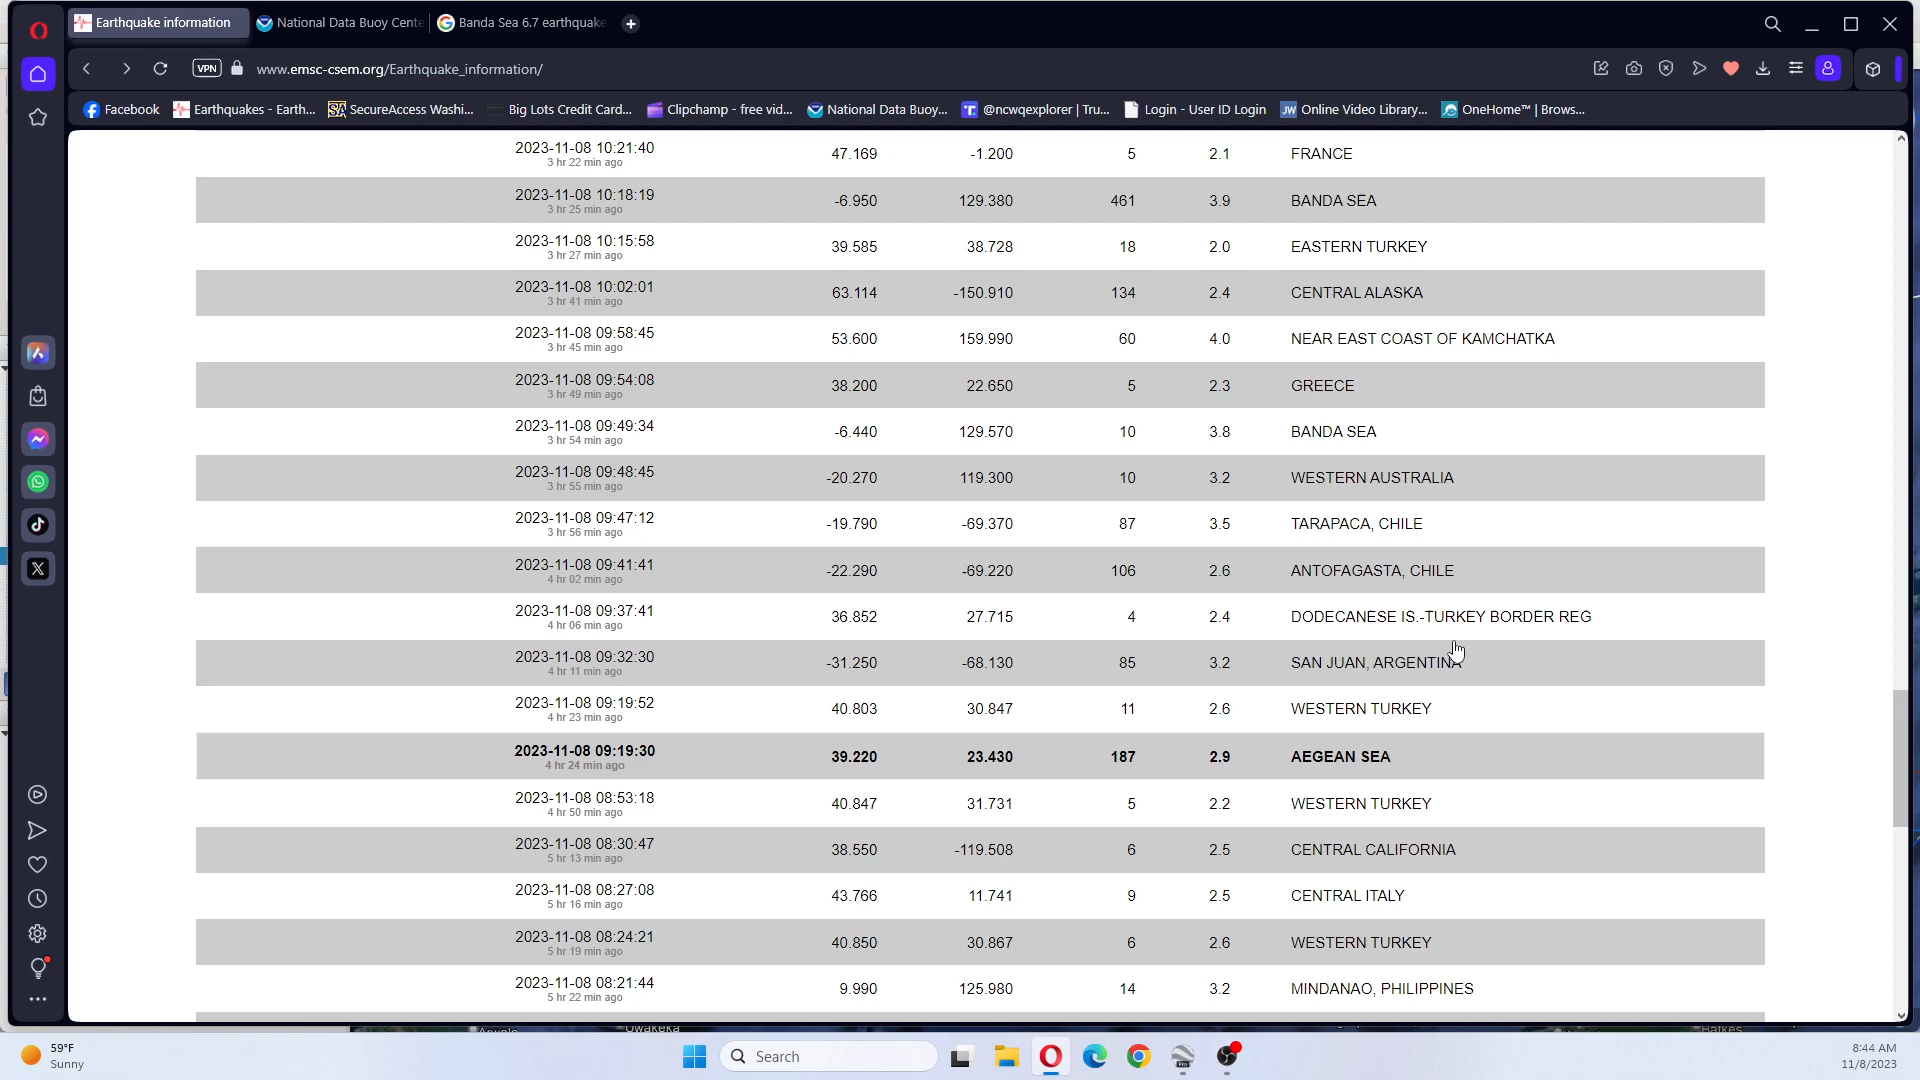 Earthquake information
National Data Buoy Cente
Banda Sea 6.7 earthquake
VPN
www.emsc-csem.org/Earthquake_information/
Facebook
Earthquakes - Earth...
SecureAccess Washi...
Big Lots Credit Card...
Clipchamp - free vid...
National Data Buoy...
@ncwqexplorer | Tru...
Login - User ID Login
Online Video Library...
OneHome™ | Brows...
2023-11-08 10:21:40 47.169 -1.200 5 2.1 FRANCE
3 hr 22 min ago
2023-11-08 10:18:19 -6.950 129.380 461 3.9 BANDA SEA
3 hr 25 min ago
2023-11-08 10:15:58 39.585 38.728 18 2.0 EASTERN TURKEY
3 hr 27 min ago
2023-11-08 10:02:01 63.114 -150.910 134 2.4 CENTRAL ALASKA
3 hr 41 min ago
2023-11-08 09:58:45 53.600 159.990 60 4.0 NEAR EAST COAST OF KAMCHATKA
3 hr 45 min ago
2023-11-08 09:54:08 38.200 22.650 5 2.3 GREECE
3 hr 49 min ago
2023-11-08 09:49:34 -6.440 129.570 10 3.8 BANDA SEA
3 hr 54 min ago
2023-11-08 09:48:45 -20.270 119.300 10 3.2 WESTERN AUSTRALIA
3 hr 55 min ago
2023-11-08 09:47:12 -19.790 -69.370 87 3.5 TARAPACA, CHILE
3 hr 56 min ago
2023-11-08 09:41:41 -22.290 -69.220 106 2.6 ANTOFAGASTA, CHILE
4 hr 02 min ago
2023-11-08 09:37:41 36.852 27.715 4 2.4 DODECANESE IS.-TURKEY BORDER REG
4 hr 06 min ago
2023-11-08 09:32:30 -31.250 -68.130 85 3.2 SAN JUAN, ARGENTINA
4 hr 11 min ago
2023-11-08 09:19:52 40.803 30.847 11 2.6 WESTERN TURKEY
4 hr 23 min ago
2023-11-08 09:19:30 39.220 23.430 187 2.9 AEGEAN SEA
4 hr 24 min ago
2023-11-08 08:53:18 40.847 31.731 5 2.2 WESTERN TURKEY
4 hr 50 min ago
2023-11-08 08:30:47 38.550 -119.508 6 2.5 CENTRAL CALIFORNIA
5 hr 13 min ago
2023-11-08 08:27:08 43.766 11.741 9 2.5 CENTRAL ITALY
5 hr 16 min ago
2023-11-08 08:24:21 40.850 30.867 6 2.6 WESTERN TURKEY
5 hr 19 min ago
2023-11-08 08:21:44 9.990 125.980 14 3.2 MINDANAO, PHILIPPINES
5 hr 22 min ago
59°F
Sunny
Search
8:44 AM
11/8/2023